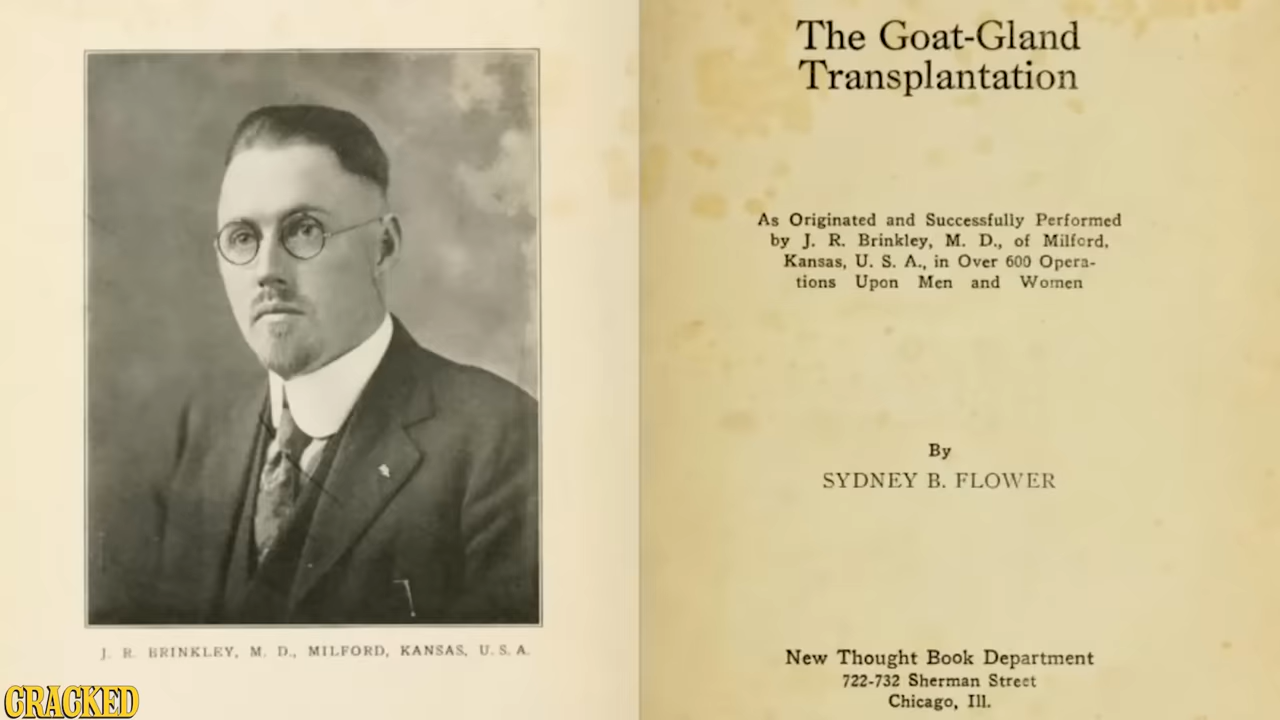 J. R. BRINKLEY, M. D., MILFORD, KANSAS, U. S. A.
CRACKED
The Goat-Gland
Transplantation
As Originated and Successfully Performed
by J. R. Brinkley, M. D., of Milford,
Kansas, U. S. A., in Over 600 Opera-
tions Upon Men and Women
By
SYDNEY B. FLOWER
New Thought Book Department
722-732 Sherman Street
Chicago, Ill.